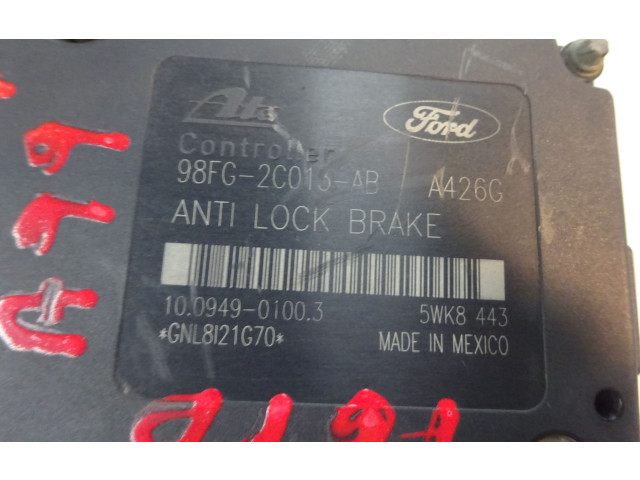 Ate Ford
Controller
98FG-2C013-AB A426G
ANTI LOCK BRAKE
10.0949-0100.3 5WK8 443
*GNL8I21G70* MADE IN MEXICO